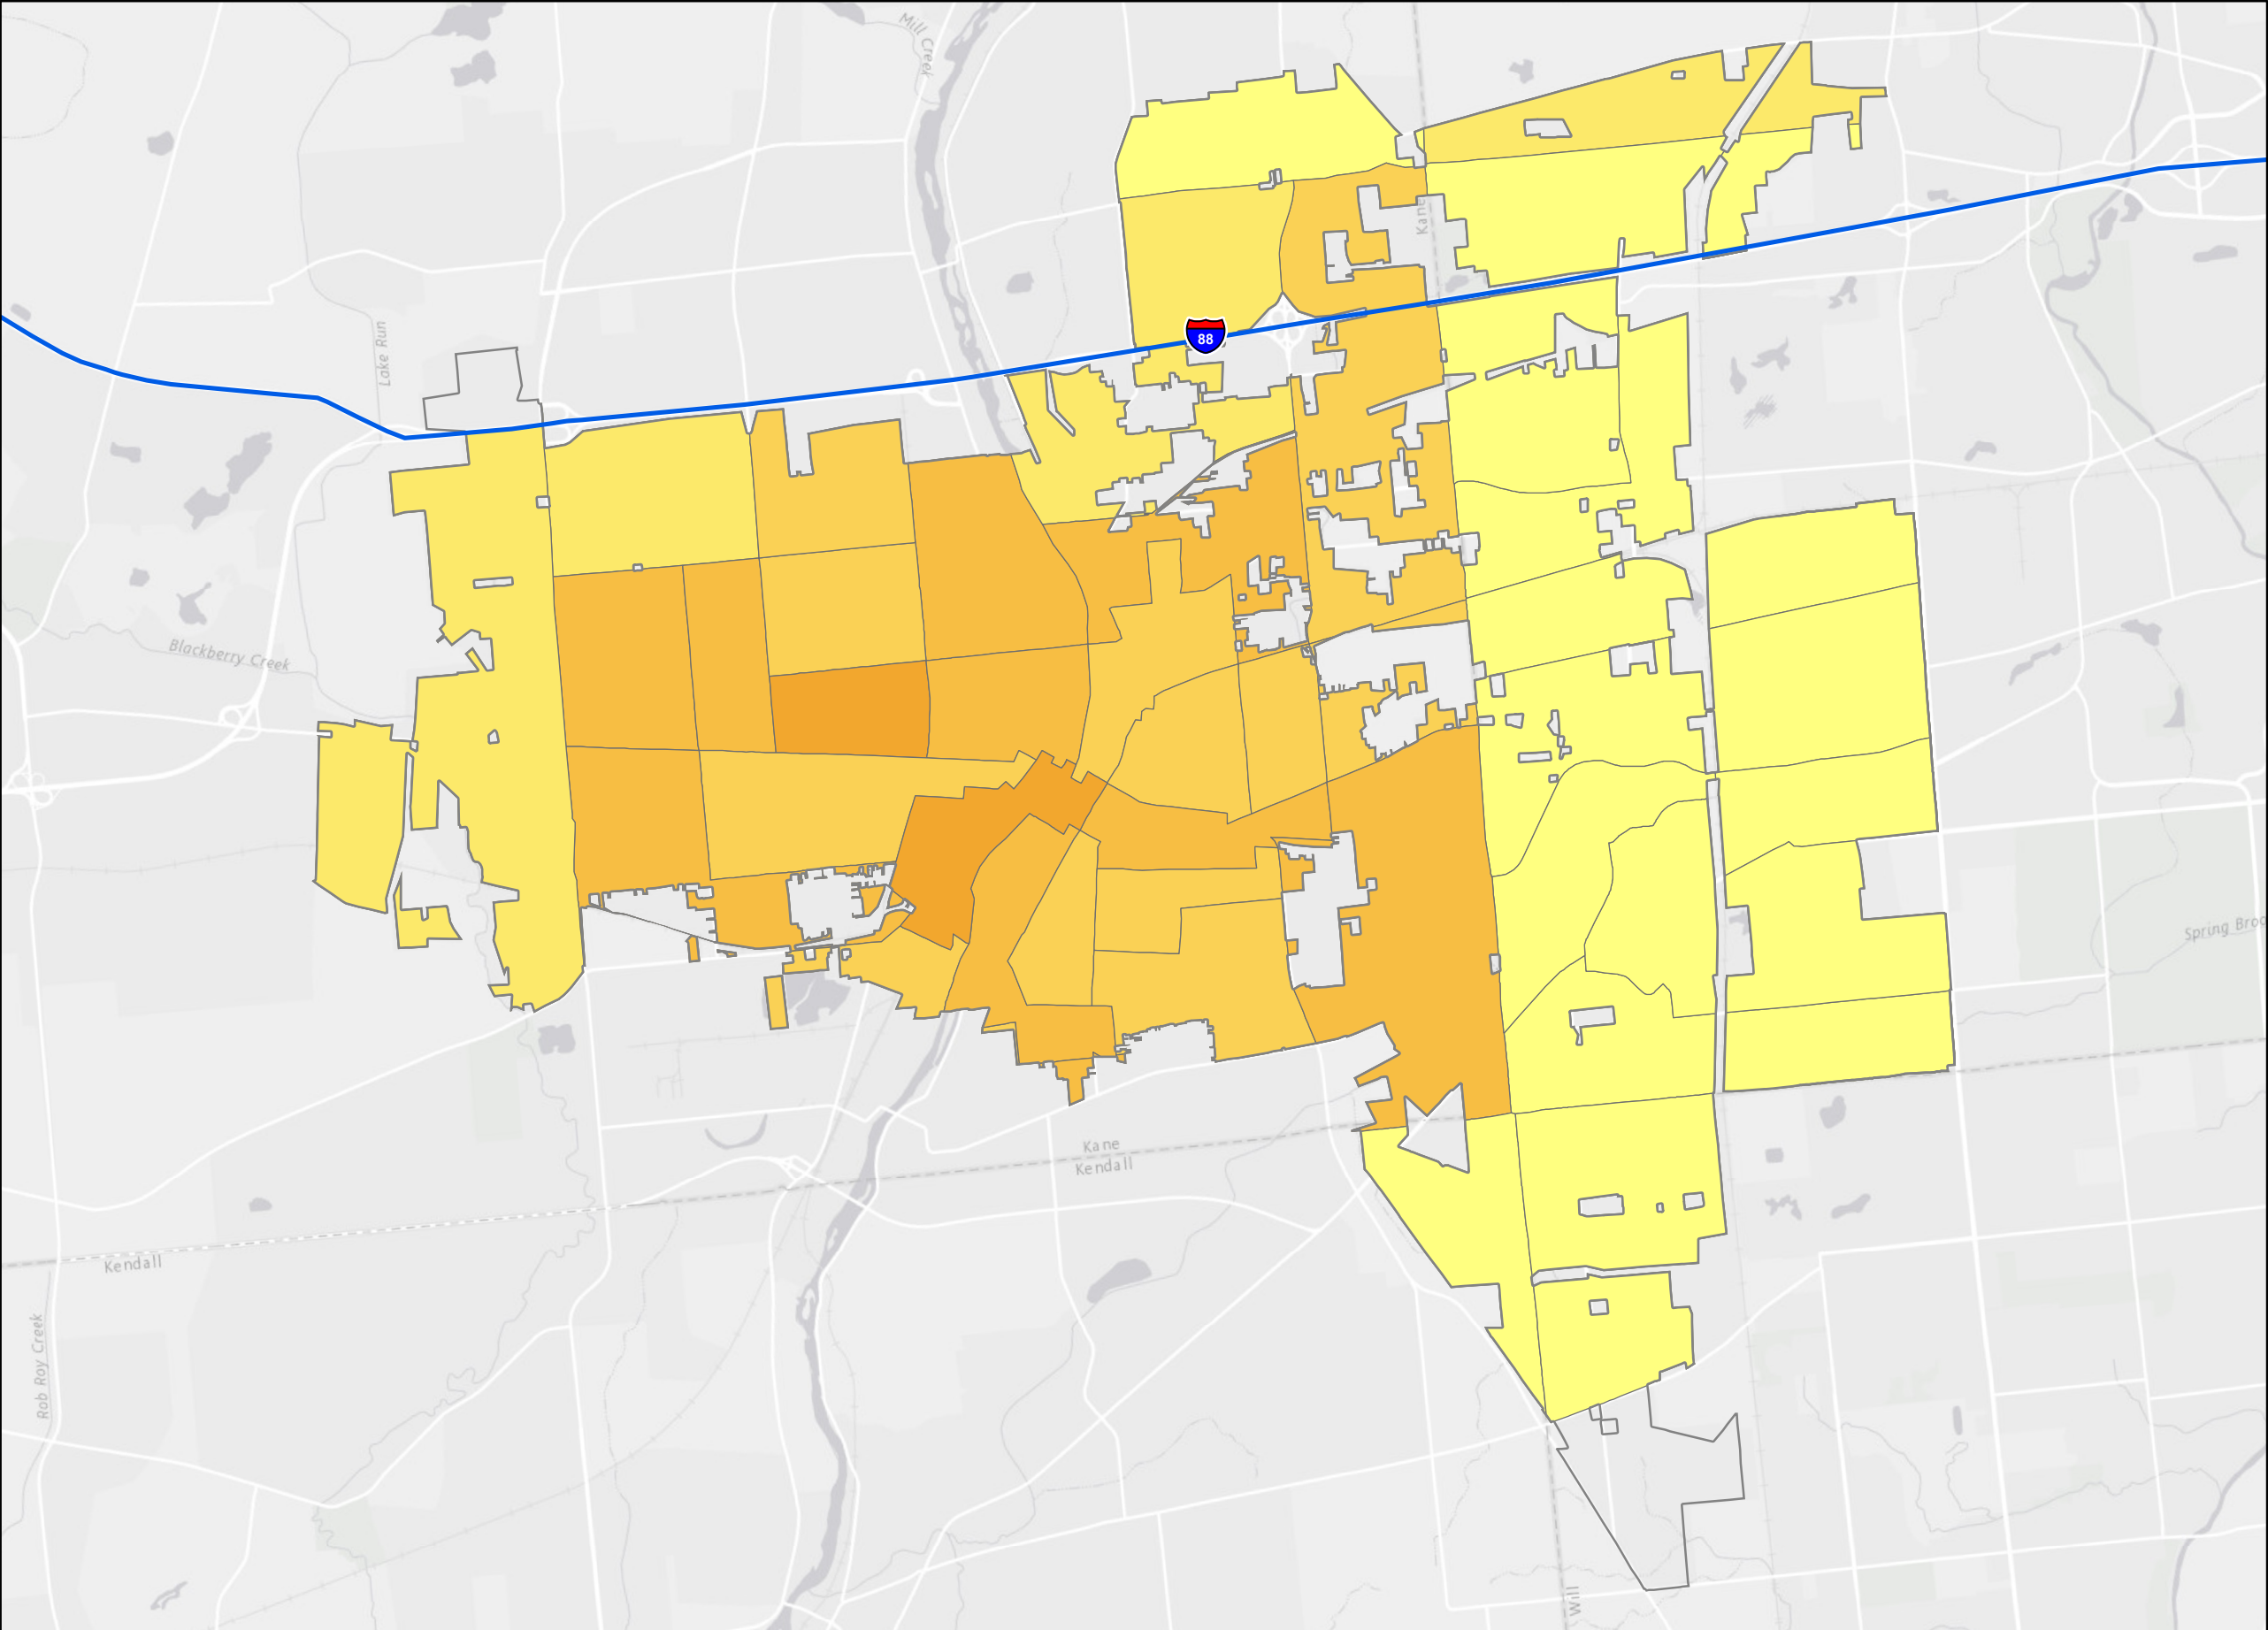 Mill Creek
Kane
88
Lake Run
Blackberry Creek
Spring Broo
Kane
Kendall
Kendall
Rob Roy Creek
Will